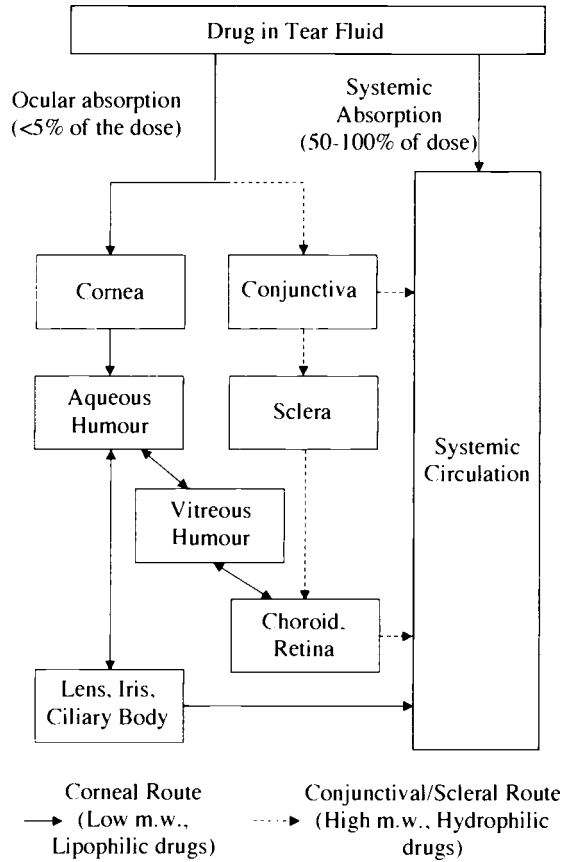 Drug in Tear Fluid
Ocular absorption
(<5% of the dose)
Systemic
Absorption
(50-100% of dose)
Cornea
Conjunctiva
Aqueous
Humour
Sclera
Systemic
Circulation
Vitreous
Humour
Choroid,
Retina
Lens, Iris,
Ciliary Body
Corneal Route
(Low m.w.,
Lipophilic drugs)
Conjunctival/Scleral Route
(High m.w., Hydrophilic
drugs)